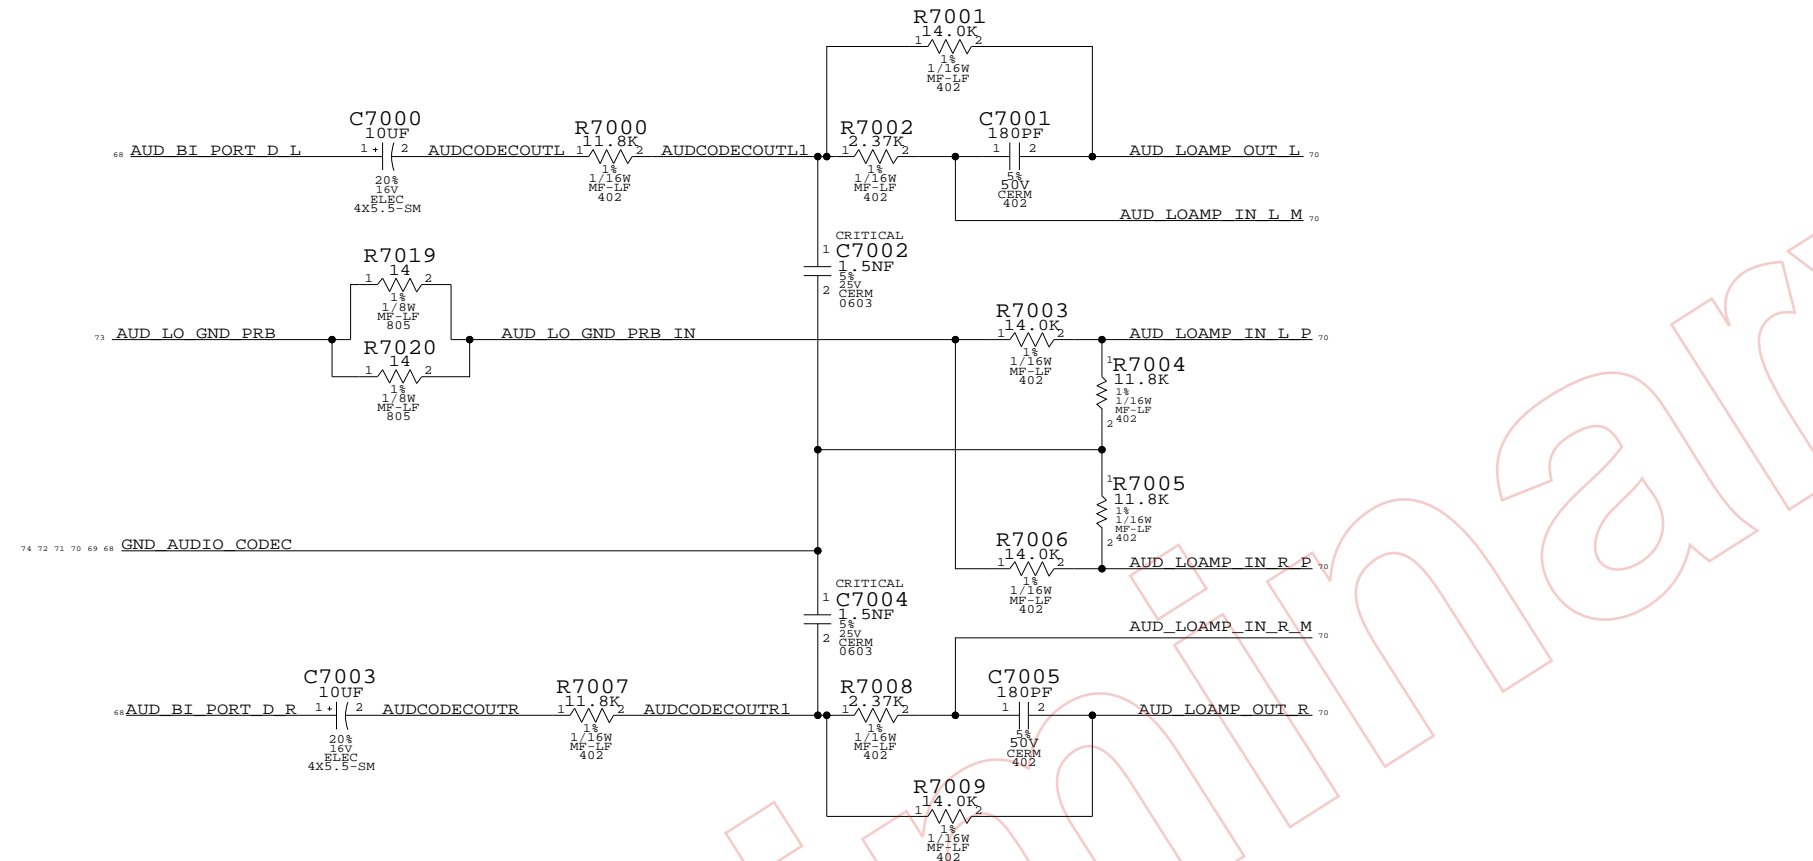 R7001
14.0K
1 2
1%
1/16W
MF-LF
402
C7000
10UF
1 + 2
20%
16V
ELEC
4X5.5-SM
R7000
11.8K
1 2
1%
1/16W
MF-LF
402
R7002
2.37K
1 2
1%
1/16W
MF-LF
402
C7001
180PF
1 2
5%
50V
CERM
402
68 AUD_BI_PORT_D_L
AUDCODECOUTL
AUDCODECOUTL1
AUD_LOAMP_OUT_L 70
AUD_LOAMP_IN_L_M 70
CRITICAL
C7002
1.5NF
1
2
5%
25V
CERM
0603
R7019
14
1 2
1%
1/8W
MF-LF
805
73 AUD_LO_GND_PRB
AUD_LO_GND_PRB_IN
R7020
14
1 2
1%
1/8W
MF-LF
805
R7003
14.0K
1 2
1%
1/16W
MF-LF
402
AUD_LOAMP_IN_L_P 70
1
R7004
11.8K
1%
1/16W
MF-LF
402
2
1
R7005
11.8K
1%
1/16W
MF-LF
402
2
74 72 71 70 69 68 GND_AUDIO_CODEC
R7006
14.0K
1 2
1%
1/16W
MF-LF
402
AUD_LOAMP_IN_R_P 70
CRITICAL
C7004
1.5NF
1
2
5%
25V
CERM
0603
AUD_LOAMP_IN_R_M 70
C7003
10UF
1 + 2
20%
16V
ELEC
4X5.5-SM
R7007
11.8K
1 2
1%
1/16W
MF-LF
402
R7008
2.37K
1 2
1%
1/16W
MF-LF
402
C7005
180PF
1 2
5%
50V
CERM
402
68 AUD_BI_PORT_D_R
AUDCODECOUTR
AUDCODECOUTR1
AUD_LOAMP_OUT_R 70
R7009
14.0K
1 2
1%
1/16W
MF-LF
402